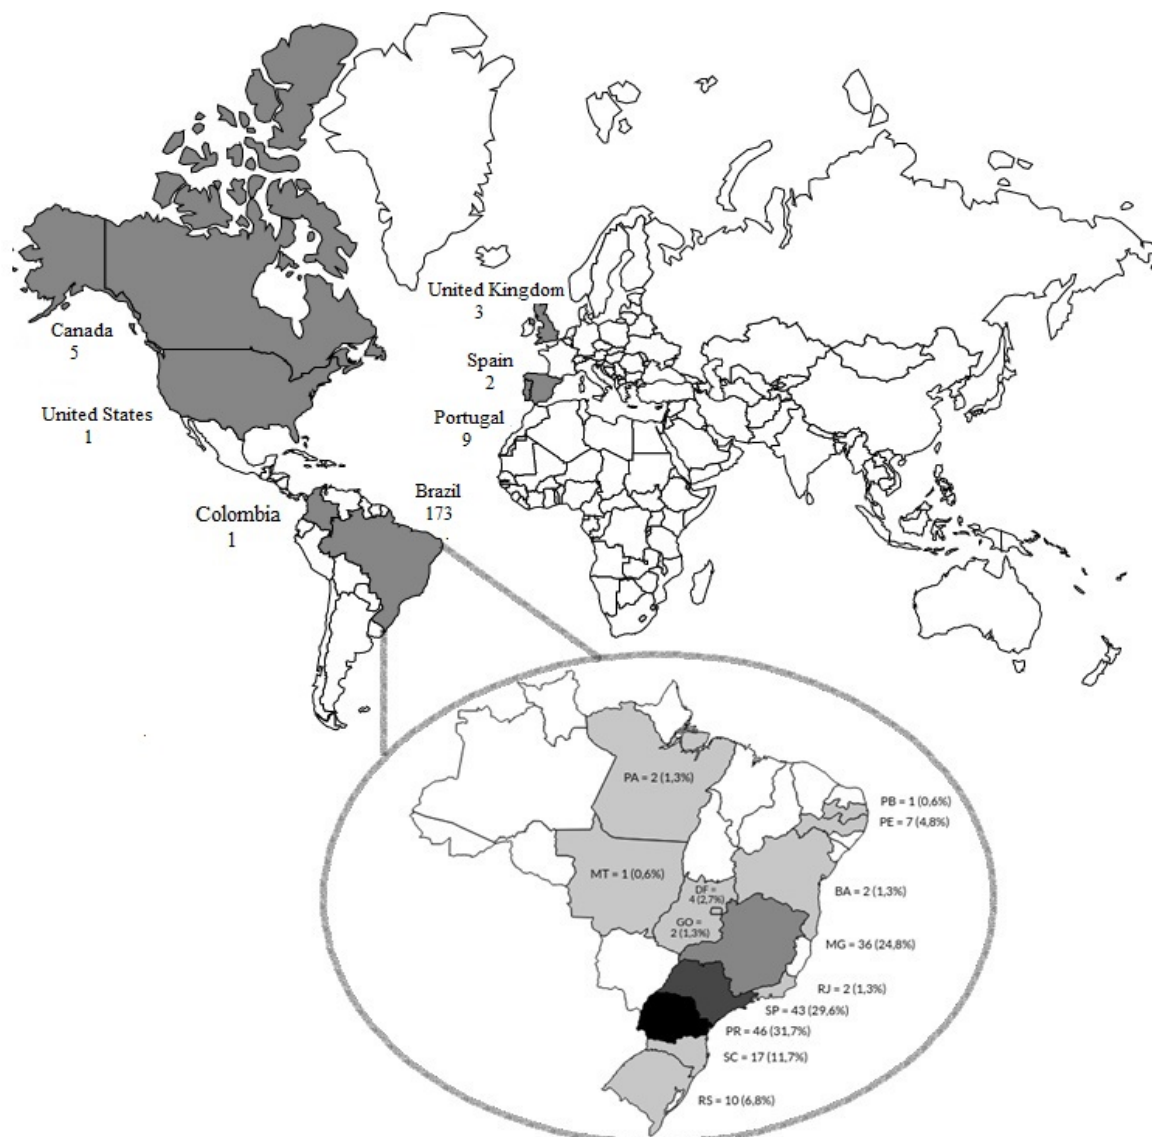 United Kingdom
3
Canada
5
Spain
2
United States
1
Portugal
9
Brazil
173
Colombia
1
PA = 2 (1,3%)
PB = 1 (0,6%)
PE = 7 (4,8%)
MT = 1 (0,6%)
DF =
4 (2,7%)
BA = 2 (1,3%)
GO =
2 (1,3%)
MG = 36 (24,8%)
RJ = 2 (1,3%)
SP = 43 (29,6%)
PR = 46 (31,7%)
SC = 17 (11,7%)
RS = 10 (6,8%)